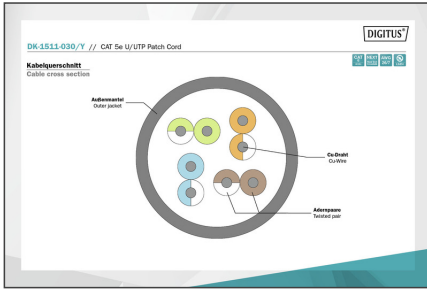 DIGITUS®
DK-1511-030/Y // CAT 5e U/UTP Patch Cord
Kabelquerschnitt
Cable cross section
Außenmantel
Outer jacket
Cu-Draht
Cu-Wire
Aderspaare
Twisted pair